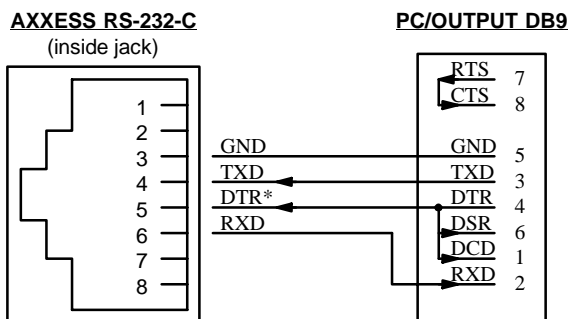 AXXESS RS-232-C PC/OUTPUT DB9
(inside jack)
RTS 7
1 CTS 8
2
3 GND GND 5
4 TXD TXD 3
5 DTR* DTR 4
6 RXD DSR 6
7 DCD 1
8 RXD 2